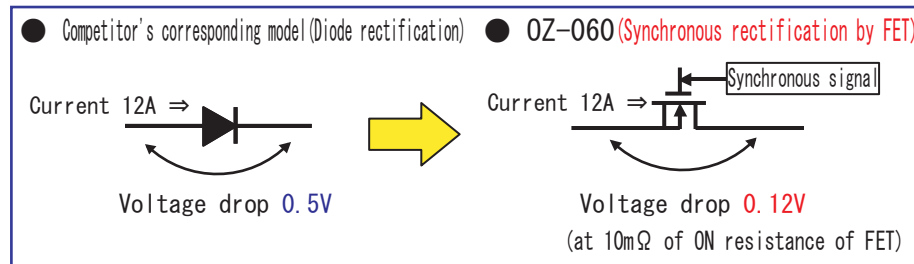 ● Competitor's corresponding model(Diode rectification)
Current 12A ⇒
Voltage drop 0.5V
● OZ-060(Synchronous rectification by FET)
Synchronous signal
Current 12A ⇒
Voltage drop 0.12V
(at 10mΩ of ON resistance of FET)